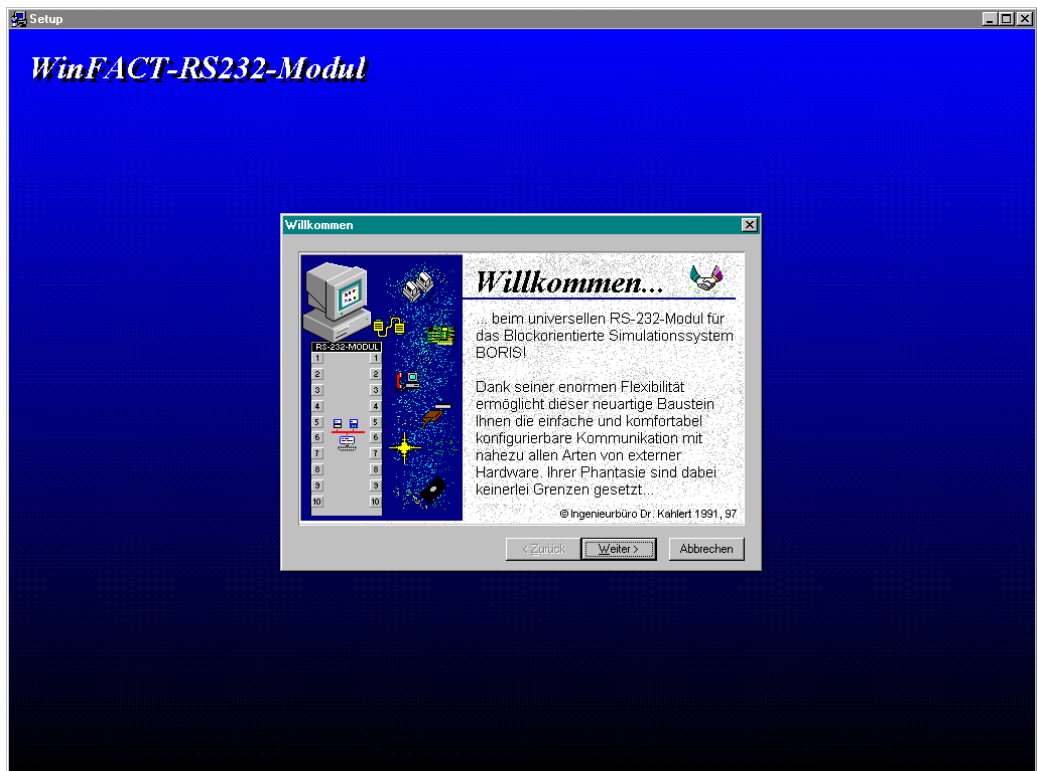 Setup
WinFACT-RS232-Modul
Willkommen
RS-232-MODUL
1 1
2 2
3 3
4 4
5 5
6 6
7 7
8 8
9 9
10 10
Willkommen...
... beim universellen RS-232-Modul für
das Blockorientierte Simulationssystem
BORIS!
Dank seiner enormen Flexibilität
ermöglicht dieser neuartige Baustein
Ihnen die einfache und komfortabel
konfigurierbare Kommunikation mit
nahezu allen Arten von externer
Hardware. Ihrer Phantasie sind dabei
keinerlei Grenzen gesetzt...
© Ingenieurbüro Dr. Kahlert 1991, 97
< Zurück Weiter > Abbrechen